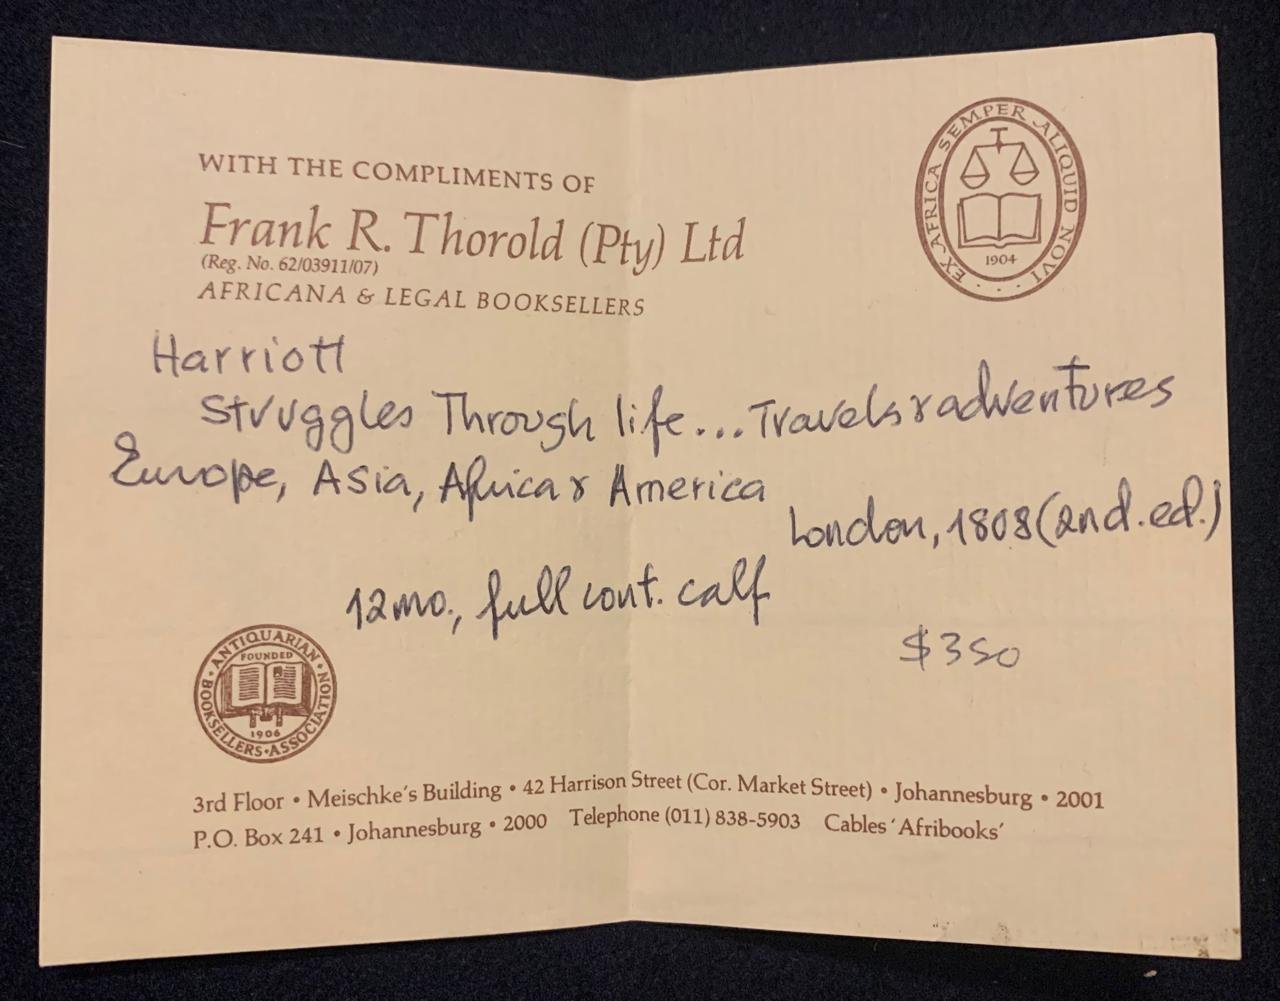 WITH THE COMPLIMENTS OF
Frank R. Thorold (Pty) Ltd
(Reg. No. 62/03911/07)
AFRICANA & LEGAL BOOKSELLERS
EX AFRICA SEMPER ALIQUID NOVI
1904
Harriott
Struggles Through life... Travels & adventures
Europe, Asia, Africa & America
London, 1808 (2nd. ed.)
12mo., full cont. calf
$350
ANTIQUARIAN BOOKSELLERS ASSOCIATION
FOUNDED
1906
3rd Floor • Meischke's Building • 42 Harrison Street (Cor. Market Street) • Johannesburg • 2001
P.O. Box 241 • Johannesburg • 2000 Telephone (011) 838-5903 Cables 'Afribooks'